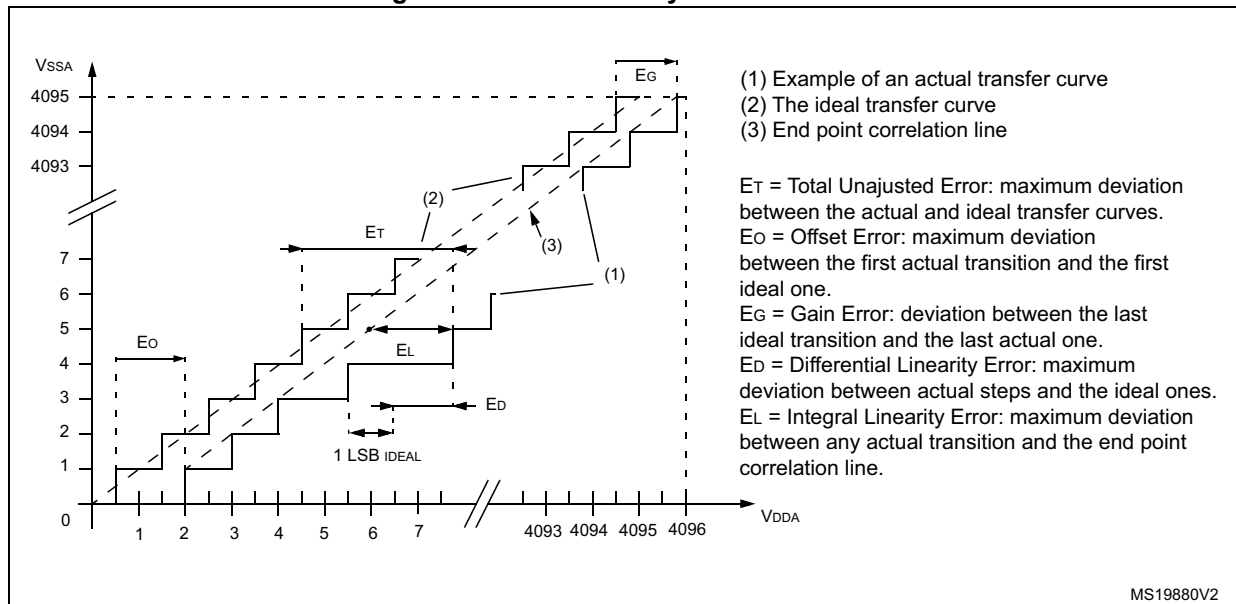 VSSA
EG
4095
4094
4093
(2)
ET
(3)
7
(1)
6
5
EO
EL
4
3
ED
2
1 LSB IDEAL
1
0
1 2 3 4 5 6 7 4093 4094 4095 4096
VDDA
(1) Example of an actual transfer curve
(2) The ideal transfer curve
(3) End point correlation line
ET = Total Unajusted Error: maximum deviation
between the actual and ideal transfer curves.
EO = Offset Error: maximum deviation
between the first actual transition and the first
ideal one.
EG = Gain Error: deviation between the last
ideal transition and the last actual one.
ED = Differential Linearity Error: maximum
deviation between actual steps and the ideal ones.
EL = Integral Linearity Error: maximum deviation
between any actual transition and the end point
correlation line.
MS19880V2